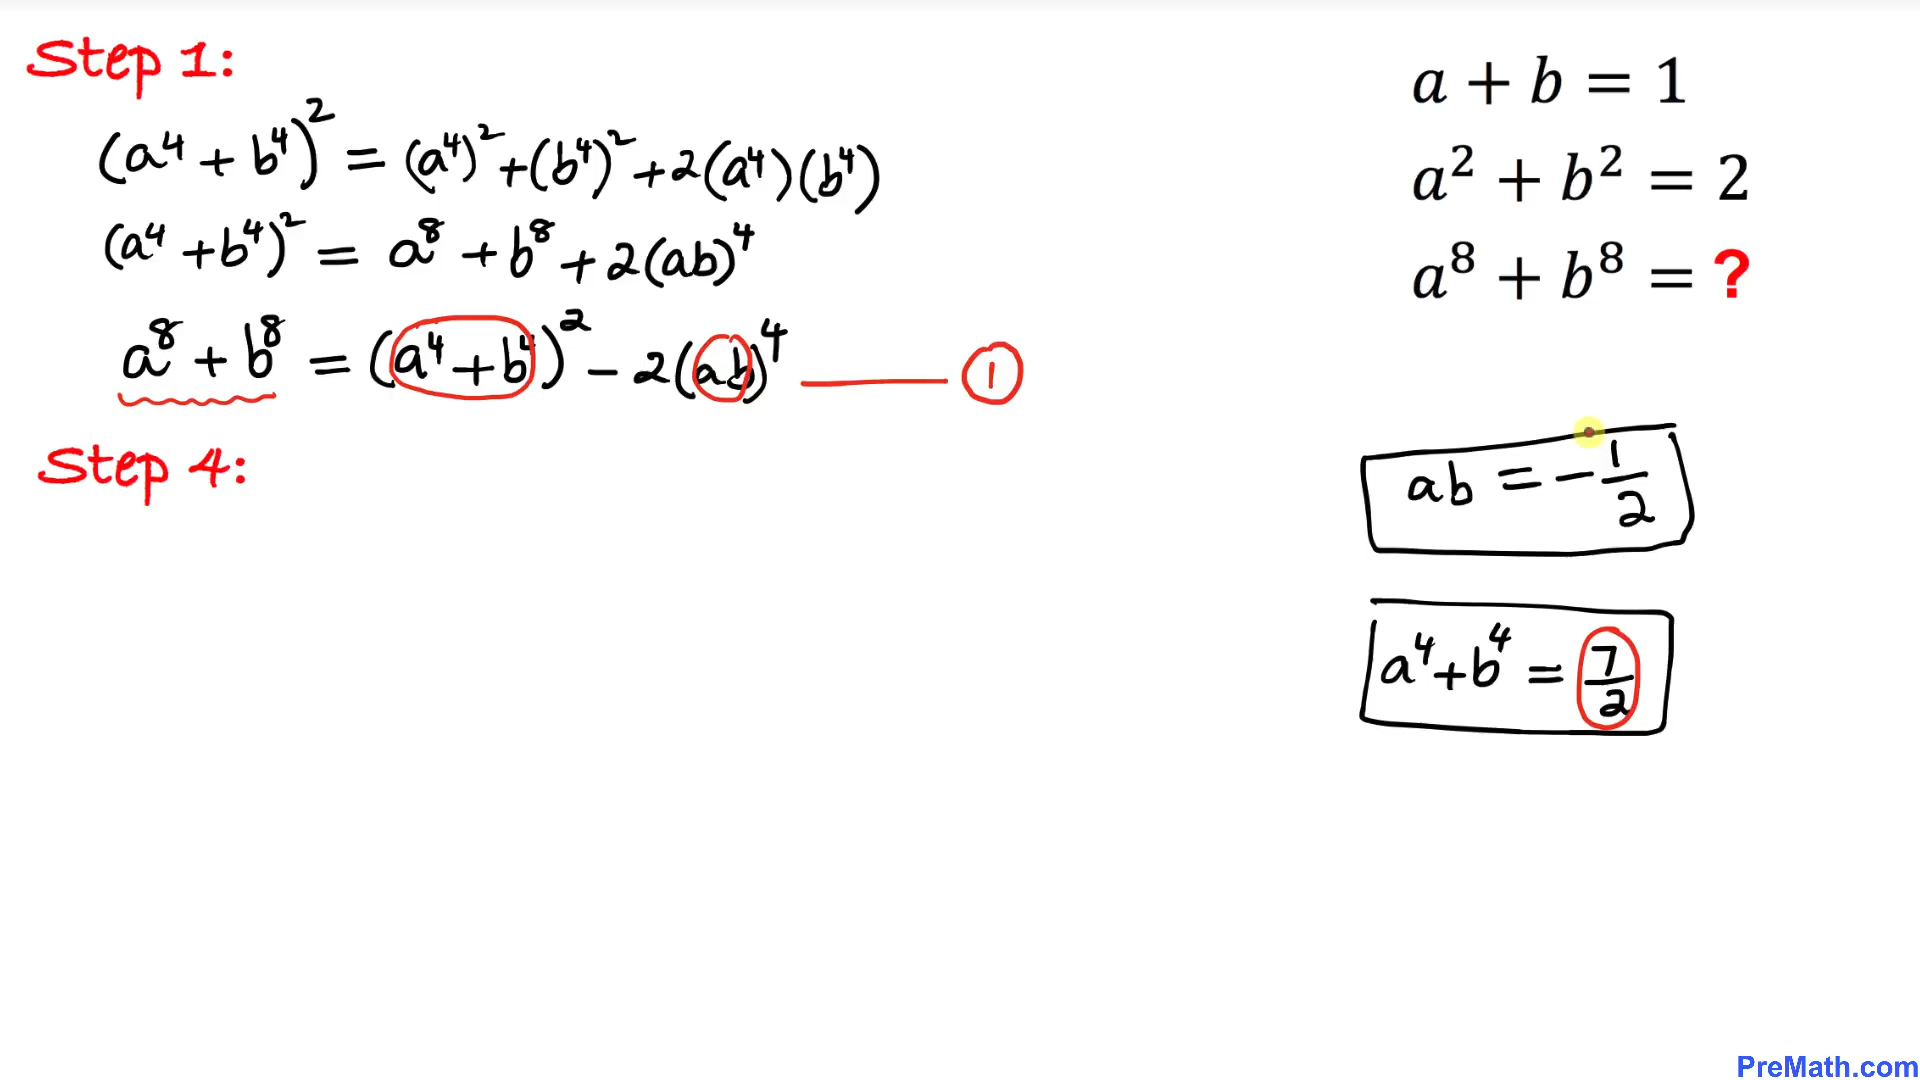 Step 1:
(a⁴ + b⁴)² = (a⁴)² + (b⁴)² + 2(a⁴)(b⁴)
(a⁴ + b⁴)² = a⁸ + b⁸ + 2(ab)⁴
a⁸ + b⁸ = (a⁴ + b⁴)² - 2(ab)⁴ ——— ①
Step 4:
a + b = 1
a² + b² = 2
a⁸ + b⁸ = ?
ab = -1/2
a⁴ + b⁴ = 7/2
PreMath.com